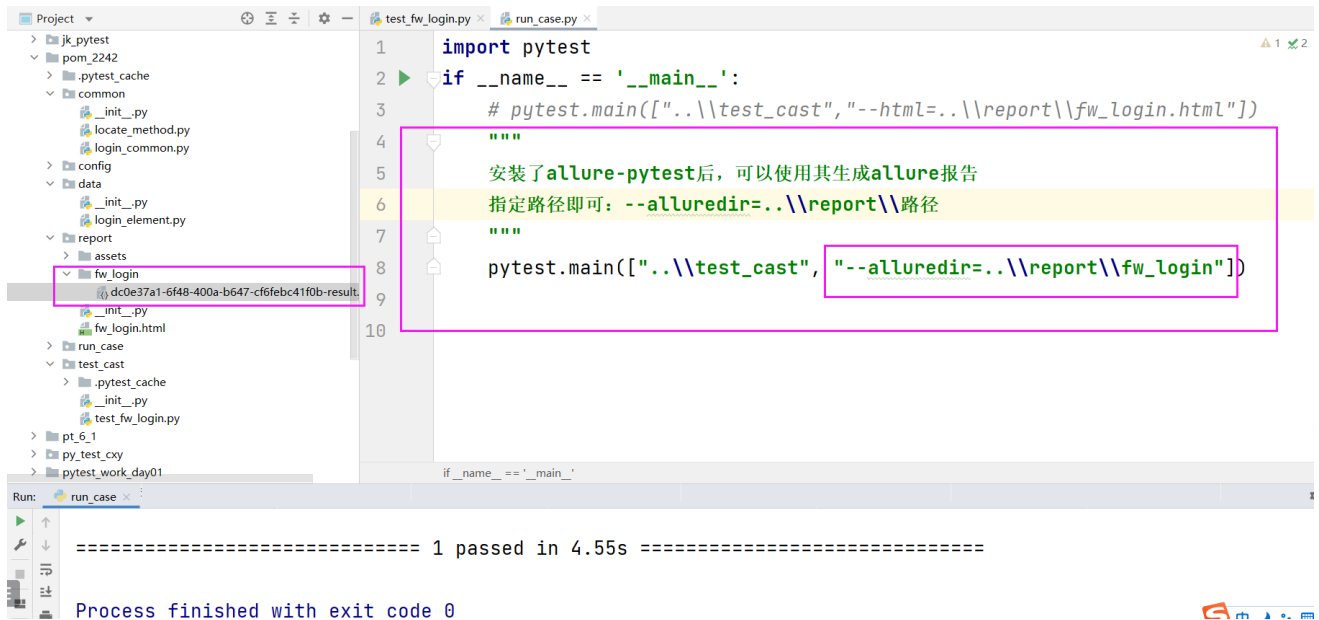 Project
jk_pytest
pom_2242
.pytest_cache
common
__init__.py
locate_method.py
login_common.py
config
data
__init__.py
login_element.py
report
assets
fw_login
dc0e37a1-6f48-400a-b647-cf6febc41f0b-result.
__init__.py
fw_login.html
run_case
test_cast
.pytest_cache
__init__.py
test_fw_login.py
pt_6_1
py_test_cxy
pytest_work_day01
test_fw_login.py
run_case.py
1 2
1 import pytest
2 if __name__ == '__main__':
3 # pytest.main(["..\\test_cast","--html=..\\report\\fw_login.html"])
4 """
5 安装了allure-pytest后，可以使用其生成allure报告
6 指定路径即可：--alluredir=..\\report\\路径
7 """
8 pytest.main(["..\\test_cast", "--alluredir=..\\report\\fw_login"])
9
10
if __name__ == '__main__'
Run: run_case
============================== 1 passed in 4.55s ==============================
Process finished with exit code 0
中